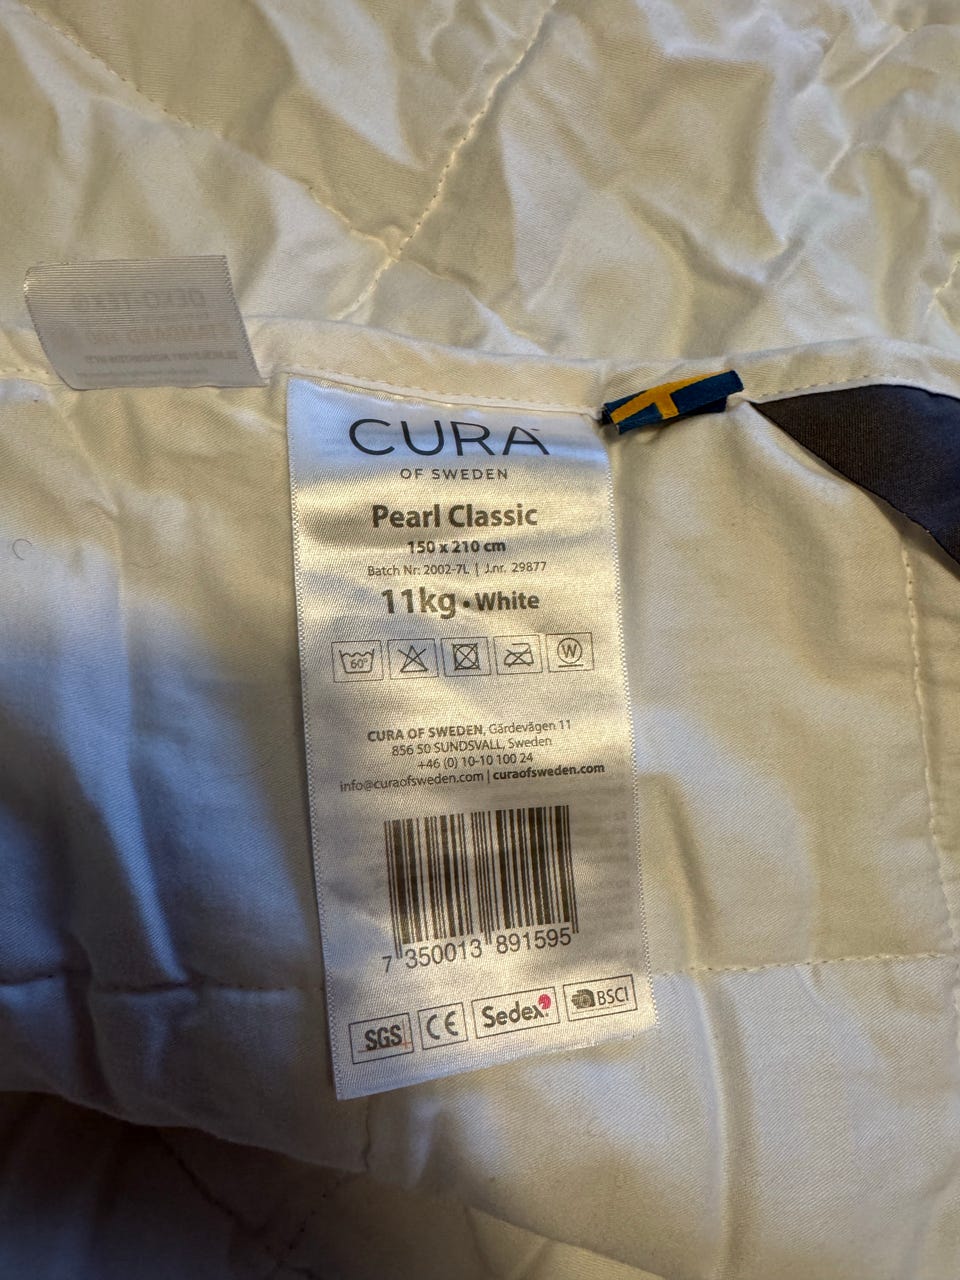 CURA
OF SWEDEN
Pearl Classic
150 x 210 cm
Batch Nr: 2002-7L | J.nr. 29877
11kg • White
60°
W
CURA OF SWEDEN, Gärdevägen 11
856 50 SUNDSVALL, Sweden
+46 (0) 10-10 100 24
info@curaofsweden.com | curaofsweden.com
7 350013 891595
SGS CE Sedex BSCI